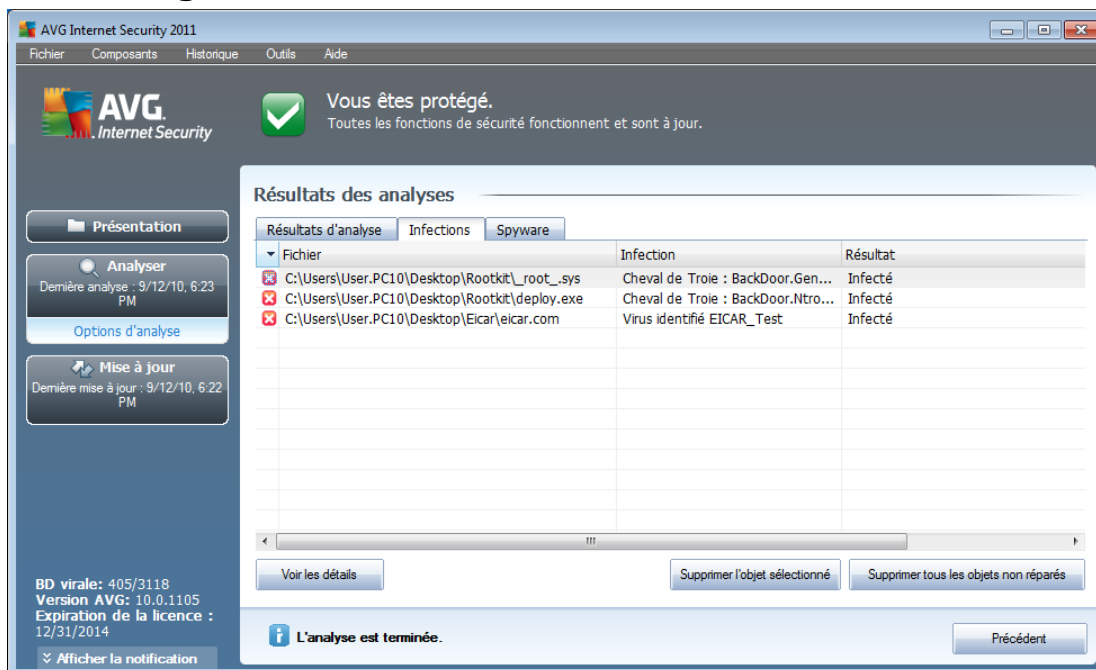 AVG Internet Security 2011
Fichier Composants Historique Outils Aide
AVG.
Internet Security
Vous êtes protégé.
Toutes les fonctions de sécurité fonctionnent et sont à jour.
Présentation
Analyser
Dernière analyse : 9/12/10, 6:23
PM
Options d'analyse
Mise à jour
Dernière mise à jour : 9/12/10, 6:22
PM
BD virale: 405/3118
Version AVG: 10.0.1105
Expiration de la licence :
12/31/2014
Afficher la notification
Résultats des analyses
Résultats d'analyse Infections Spyware
Fichier Infection Résultat
C:\Users\User.PC10\Desktop\Rootkit\_root_.sys Cheval de Troie : BackDoor.Gen... Infecté
C:\Users\User.PC10\Desktop\Rootkit\deploy.exe Cheval de Troie : BackDoor.Ntro... Infecté
C:\Users\User.PC10\Desktop\Eicar\eicar.com Virus identifié EICAR_Test Infecté
Voir les détails Supprimer l'objet sélectionné Supprimer tous les objets non réparés
L'analyse est terminée.
Précédent